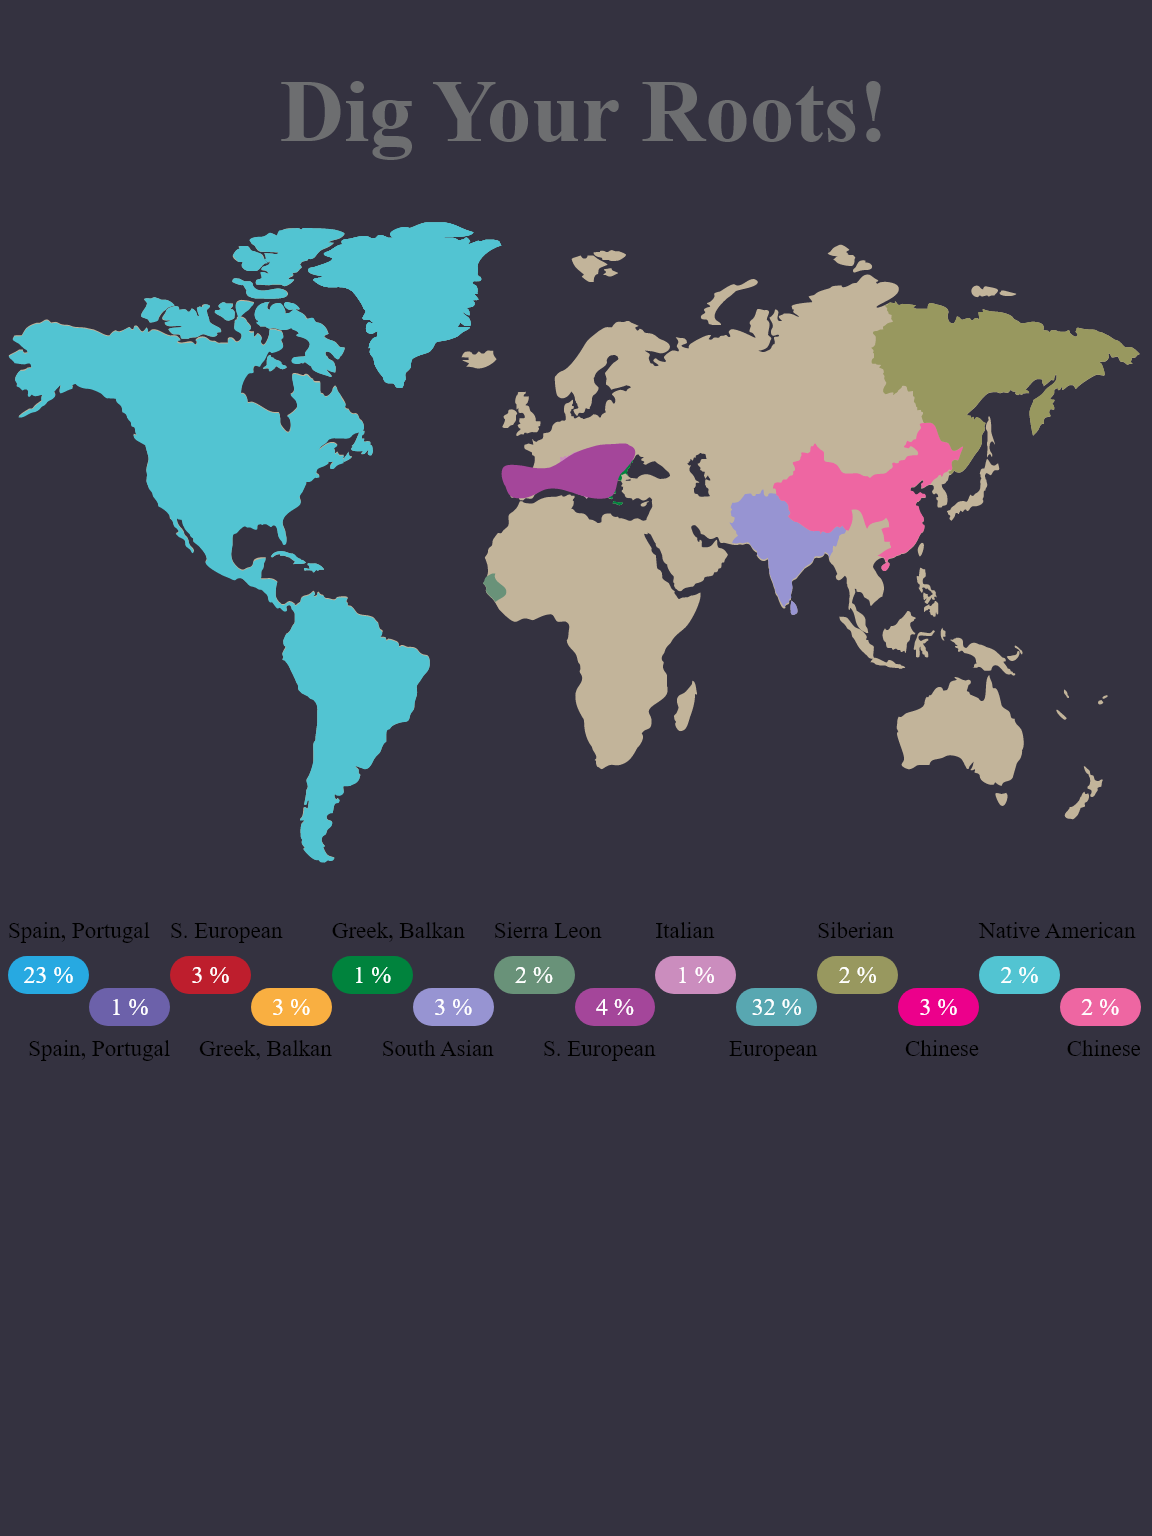 Dig Your Roots!
Spain, Portugal S. European Greek, Balkan Sierra Leon Italian Siberian Native American
23 % 3 % 1 % 2 % 1 % 2 % 2 %
1 % 3 % 3 % 4 % 32 % 3 % 2 %
Spain, Portugal Greek, Balkan South Asian S. European European Chinese Chinese